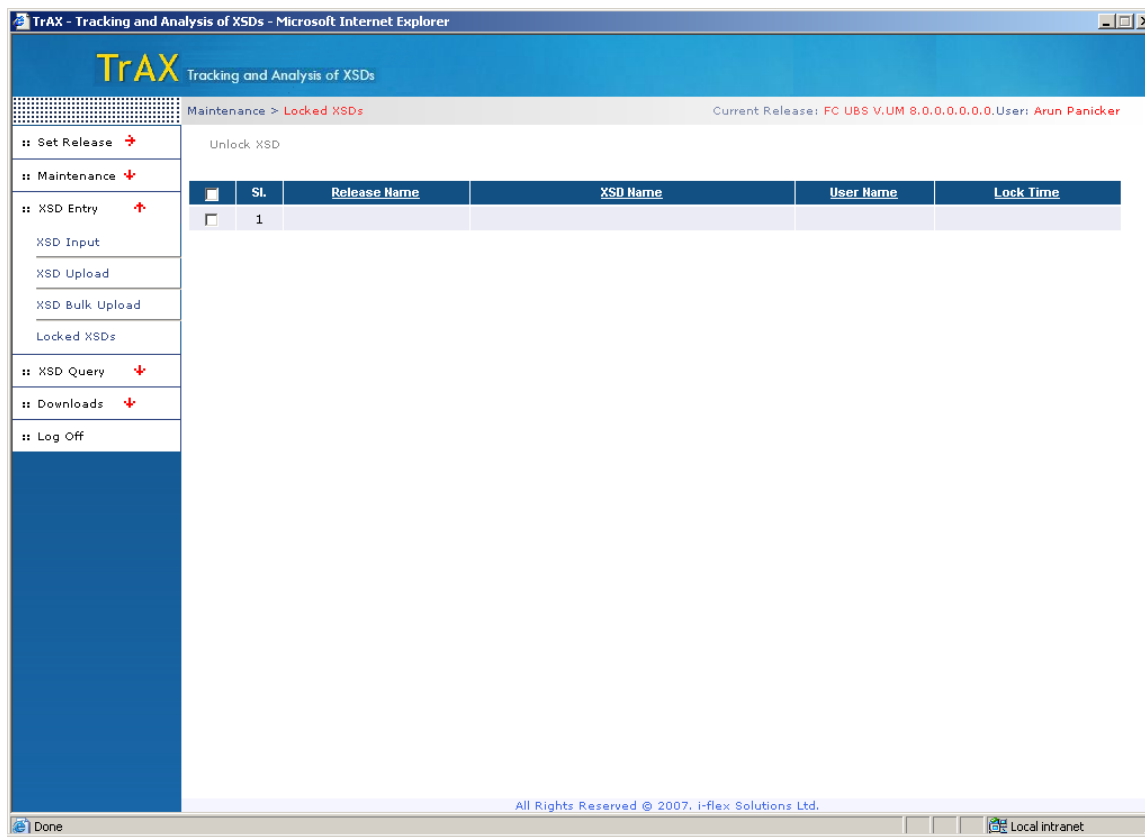 TrAX - Tracking and Analysis of XSDs - Microsoft Internet Explorer
TrAX Tracking and Analysis of XSDs
Maintenance > Locked XSDs
Current Release: FC UBS V.UM 8.0.0.0.0.0.0.User: Arun Panicker
:: Set Release
:: Maintenance
:: XSD Entry
XSD Input
XSD Upload
XSD Bulk Upload
Locked XSDs
:: XSD Query
:: Downloads
:: Log Off
Unlock XSD
Sl. Release Name XSD Name User Name Lock Time
1
All Rights Reserved @ 2007. i-flex Solutions Ltd.
Done
Local intranet